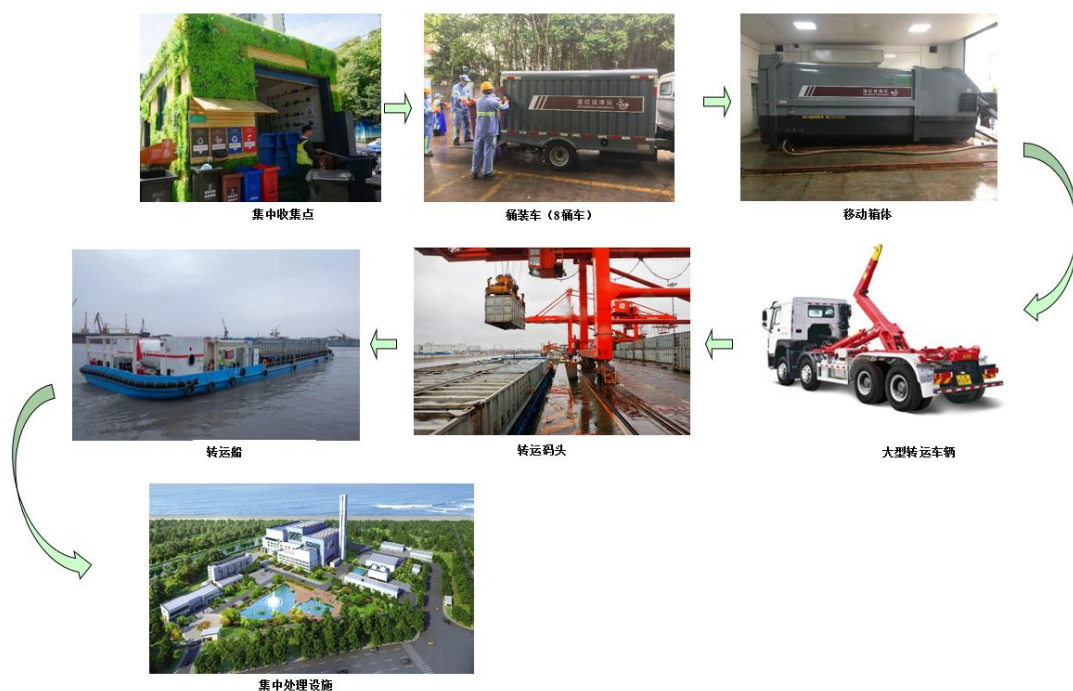 集中收集点
桶装车（8桶车）
移动箱体
大型转运车辆
转运码头
转运船
集中处理设施